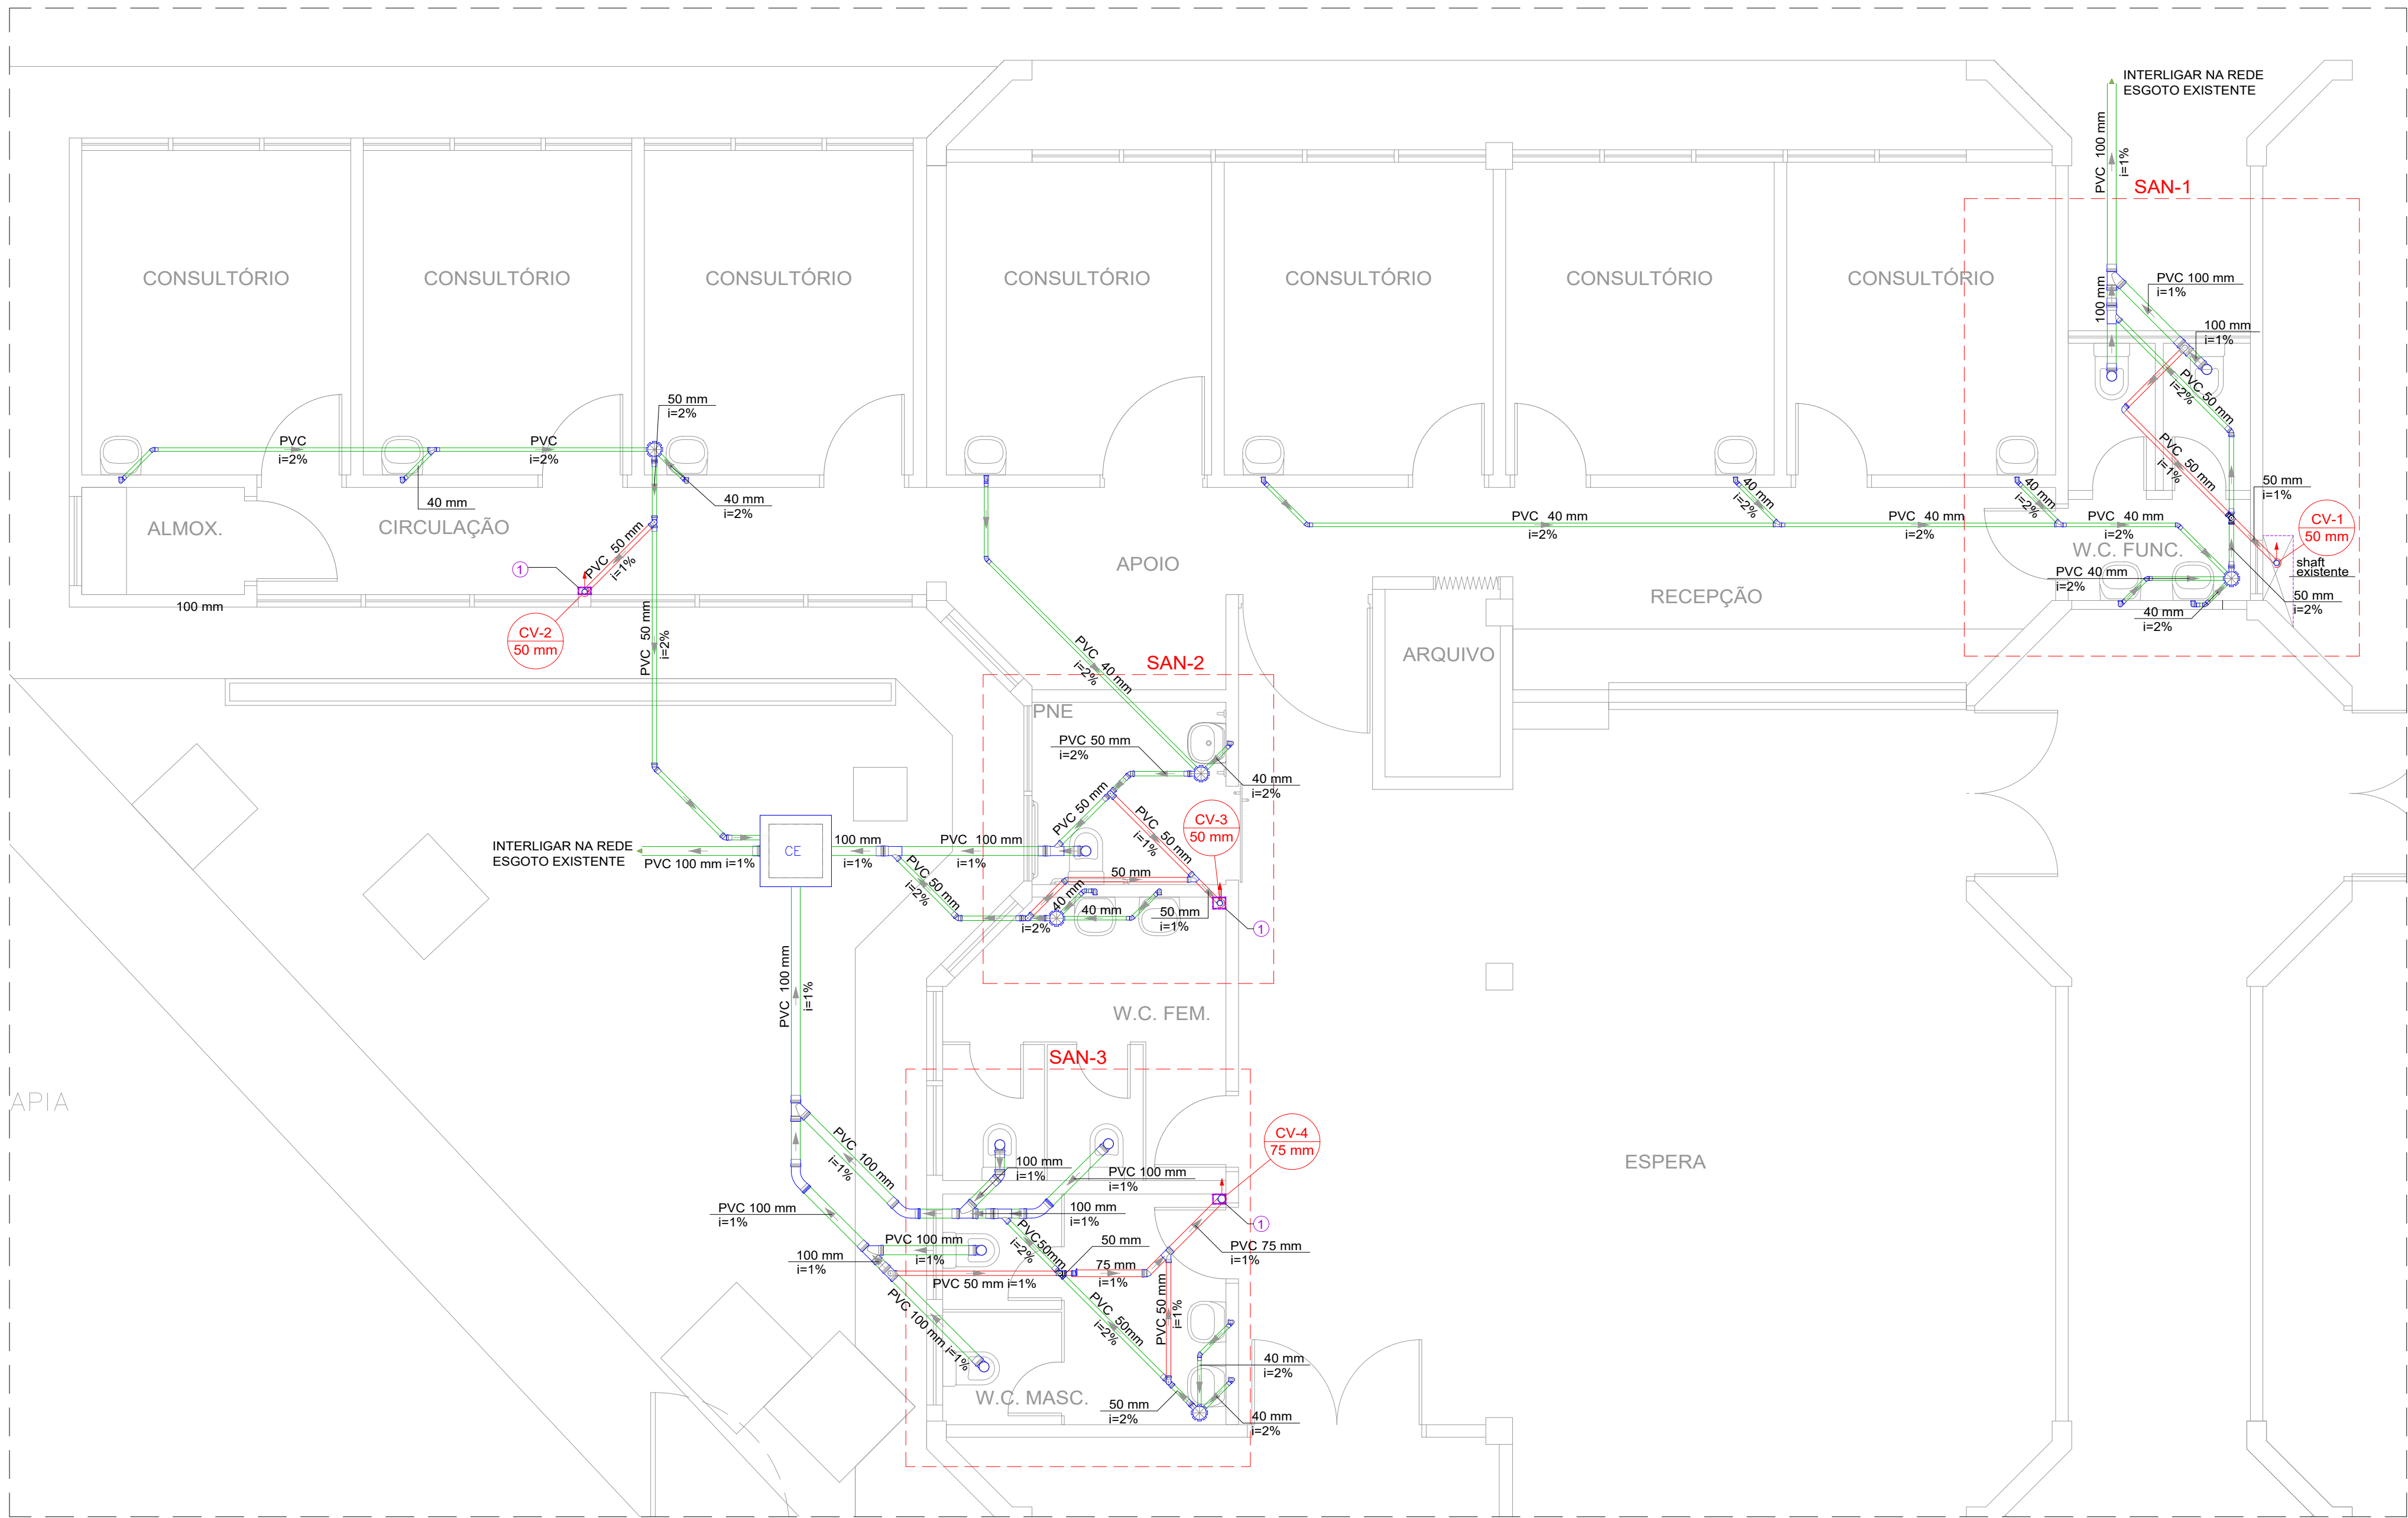 INTERLIGAR NA REDE
ESGOTO EXISTENTE
PVC 100 mm
i=1%
SAN-1
CONSULTÓRIO
CONSULTÓRIO
CONSULTÓRIO
CONSULTÓRIO
CONSULTÓRIO
CONSULTÓRIO
CONSULTÓRIO
PVC 100 mm
i=1%
100 mm
100 mm
i=1%
PVC 50 mm
i=2%
PVC 50 mm
i=1%
50 mm
i=1%
CV-1
50 mm
shaft
existente
50 mm
i=2%
PVC
i=2%
PVC
i=2%
50 mm
i=2%
40 mm
40 mm
i=2%
ALMOX.
CIRCULAÇÃO
PVC 50 mm
i=1%
1
100 mm
CV-2
50 mm
PVC 50 mm
i=2%
APOIO
PVC 40 mm
i=2%
40 mm
i=2%
PVC 40 mm
i=2%
40 mm
i=2%
PVC 40 mm
i=2%
W.C. FUNC.
PVC 40 mm
i=2%
40 mm
i=2%
RECEPÇÃO
ARQUIVO
PVC 40 mm
i=2%
SAN-2
PNE
PVC 50 mm
i=2%
40 mm
i=2%
PVC 50 mm
PVC 50 mm
i=1%
CV-3
50 mm
INTERLIGAR NA REDE
ESGOTO EXISTENTE
PVC 100 mm i=1%
CE
100 mm
i=1%
PVC 100 mm
i=1%
PVC 50 mm
i=2%
50 mm
40 mm
40 mm
i=2%
50 mm
i=1%
1
PVC 100 mm
i=1%
W.C. FEM.
SAN-3
APIA
CV-4
75 mm
ESPERA
PVC 100 mm
i=1%
100 mm
i=1%
PVC 100 mm
i=1%
100 mm
i=1%
PVC 100 mm
i=1%
1
PVC 100 mm
i=1%
100 mm
i=1%
PVC50mm
i=2%
50 mm
75 mm
i=1%
PVC 75 mm
i=1%
PVC 50 mm i=1%
PVC 100 mm i=1%
PVC 50mm
i=2%
PVC 50 mm
i=1%
40 mm
i=2%
W.C. MASC.
50 mm
i=2%
40 mm
i=2%